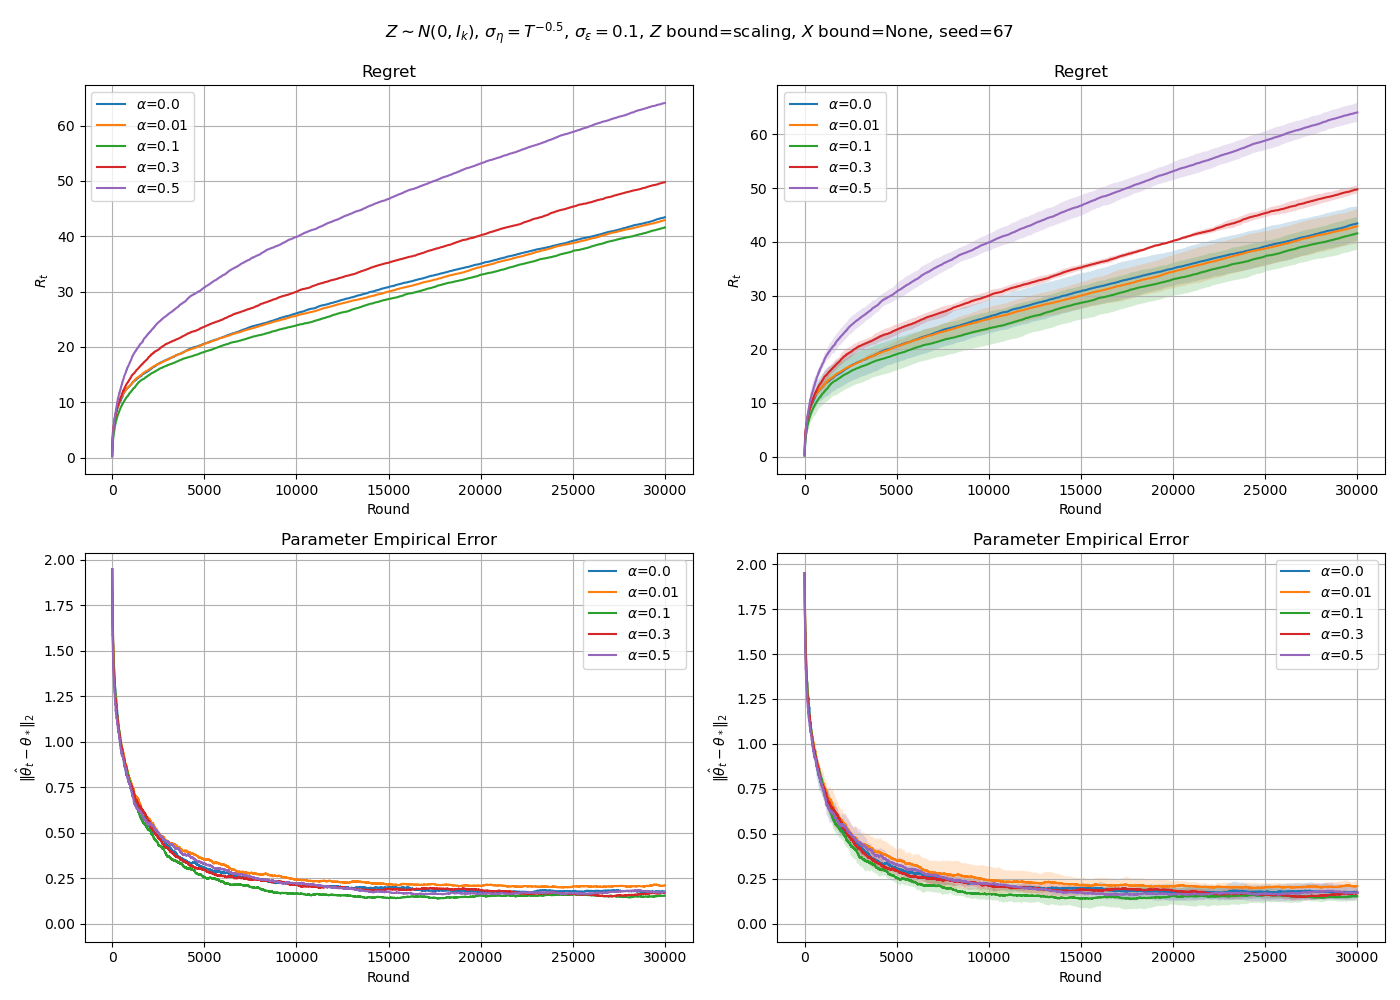 Z ∼ N(0, I_k), σ_η = T^{−0.5}, σ_ε = 0.1, Z bound=scaling, X bound=None, seed=67
Regret
α=0.0
α=0.01
α=0.1
α=0.3
α=0.5
60
50
40
30
20
10
0
R_t
0 5000 10000 15000 20000 25000 30000
Round
Regret
α=0.0
α=0.01
α=0.1
α=0.3
α=0.5
60
50
40
30
20
10
0
R_t
0 5000 10000 15000 20000 25000 30000
Round
Parameter Empirical Error
α=0.0
α=0.01
α=0.1
α=0.3
α=0.5
2.00
1.75
1.50
1.25
1.00
0.75
0.50
0.25
0.00
‖θ̂_t − θ_*‖_2
0 5000 10000 15000 20000 25000 30000
Round
Parameter Empirical Error
α=0.0
α=0.01
α=0.1
α=0.3
α=0.5
2.00
1.75
1.50
1.25
1.00
0.75
0.50
0.25
0.00
‖θ̂_t − θ_*‖_2
0 5000 10000 15000 20000 25000 30000
Round